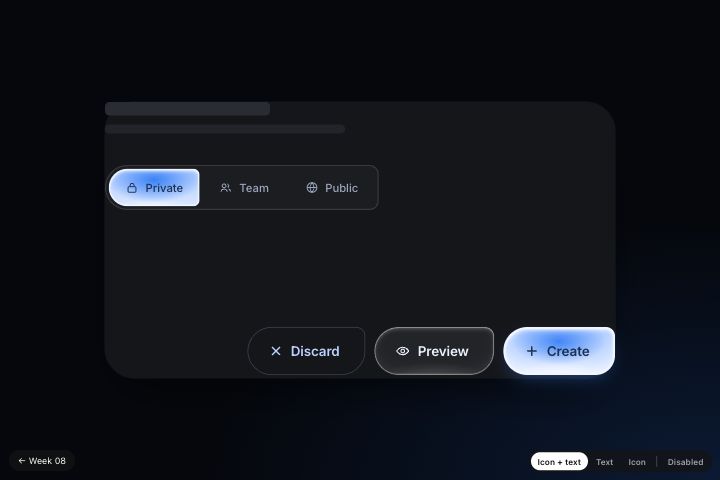 Private Team Public
Discard Preview Create
← Week 08
Icon + text Text Icon Disabled